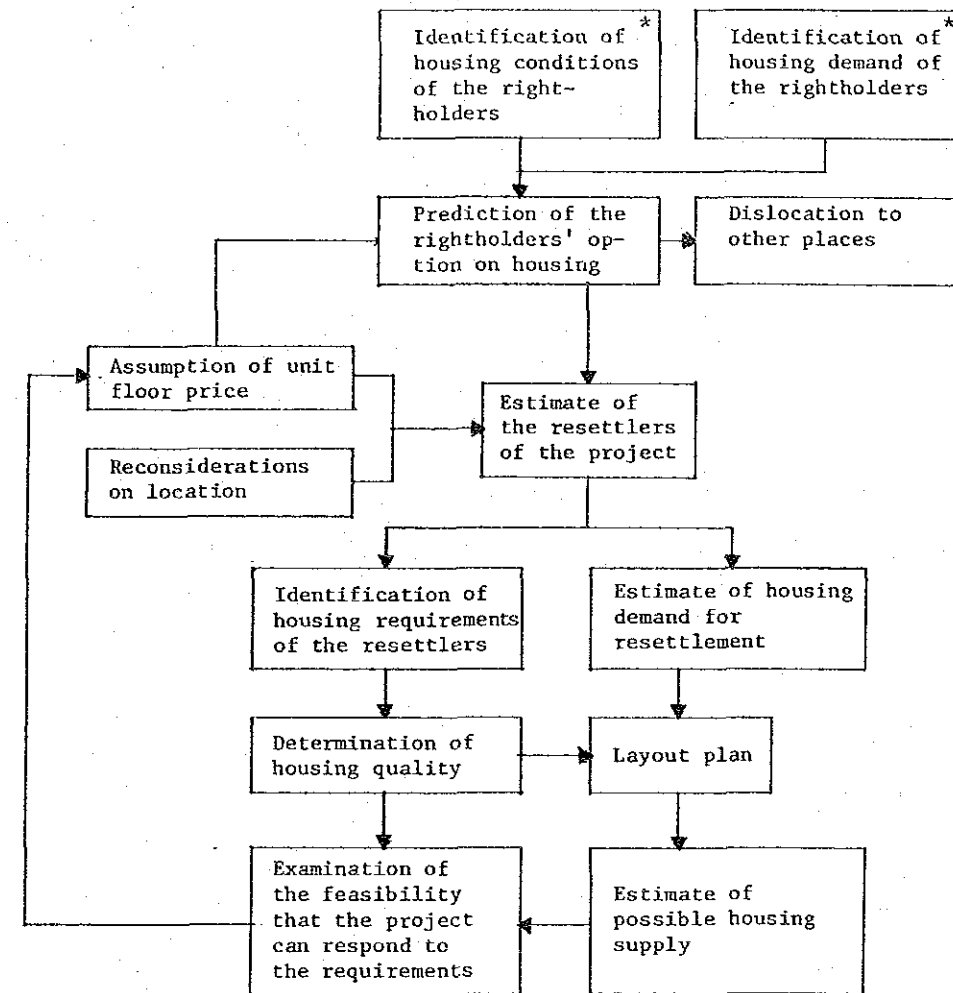 *
Identification of
housing conditions
of the right-
holders
*
Identification of
housing demand of
the rightholders
Prediction of the
rightholders' op-
tion on housing
Dislocation to
other places
Assumption of unit
floor price
Reconsiderations
on location
Estimate of
the resettlers
of the project
Identification of
housing requirements
of the resettlers
Estimate of housing
demand for
resettlement
Determination of
housing quality
Layout plan
Examination of
the feasibility
that the project
can respond to
the requirements
Estimate of
possible housing
supply